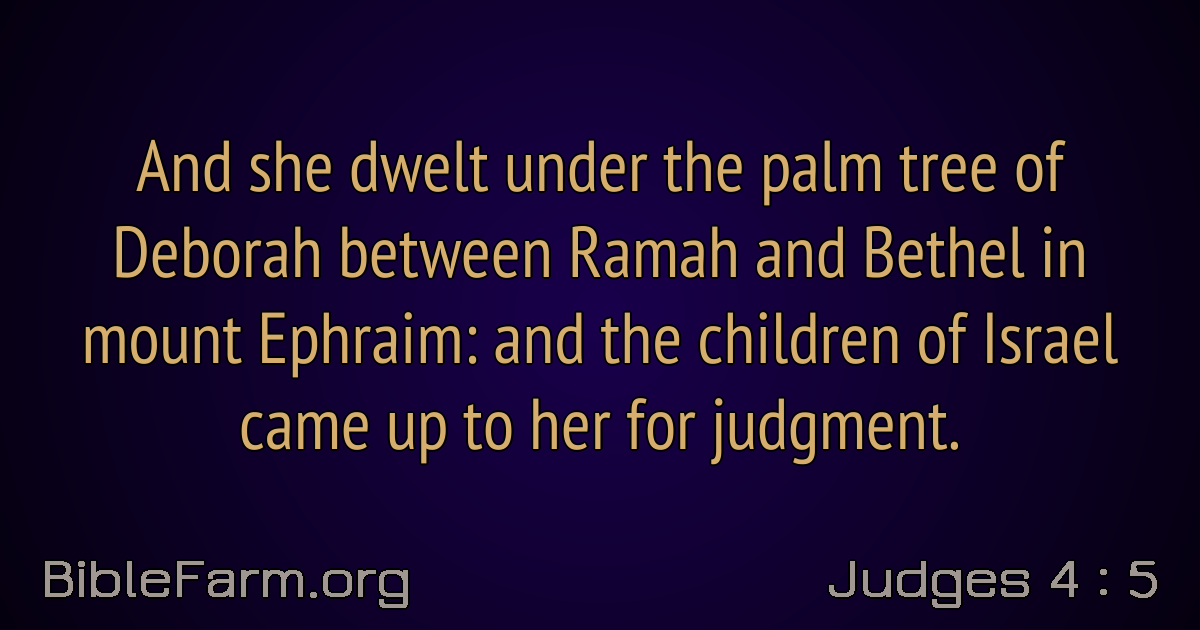 And she dwelt under the palm tree of
Deborah between Ramah and Bethel in
mount Ephraim: and the children of Israel
came up to her for judgment.
BibleFarm.org
Judges 4 : 5